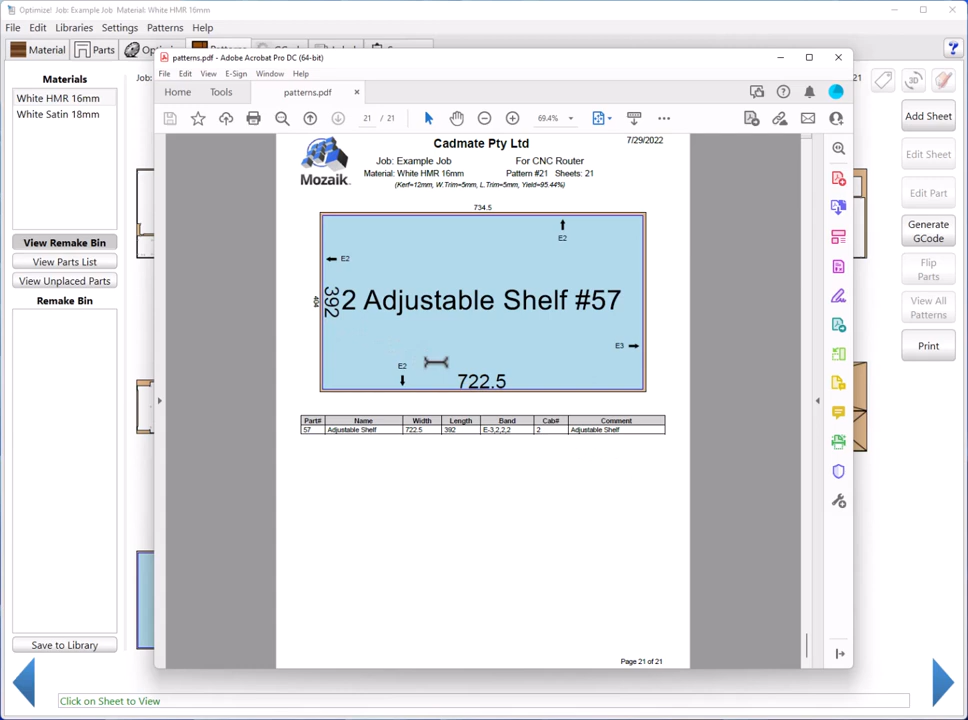 Optimize! Job: Example Job Material: White HMR 16mm
File Edit Libraries Settings Patterns Help
Material Parts
patterns.pdf - Adobe Acrobat Pro DC (64-bit)
File Edit View E-Sign Window Help
Home Tools patterns.pdf
21 / 21 69.4%
Materials
White HMR 16mm
White Satin 18mm
View Remake Bin
View Parts List
View Unplaced Parts
Remake Bin
Save to Library
Job:
21
Mozaik
Cadmate Pty Ltd
7/29/2022
Job: Example Job For CNC Router
Material: White HMR 16mm Pattern #21 Sheets: 21
(Kerf=12mm, W.Trim=5mm, L.Trim=5mm, Yield=95.44%)
734.5
E2
E2
404
392
2 Adjustable Shelf #57
E3
E2
722.5
Part# Name Width Length Band Cab# Comment
57 Adjustable Shelf 722.5 392 E-3,2,2,2 2 Adjustable Shelf
Page 21 of 21
Add Sheet
Edit Sheet
Edit Part
Generate
GCode
Flip
Parts
View All
Patterns
Print
3D
Click on Sheet to View